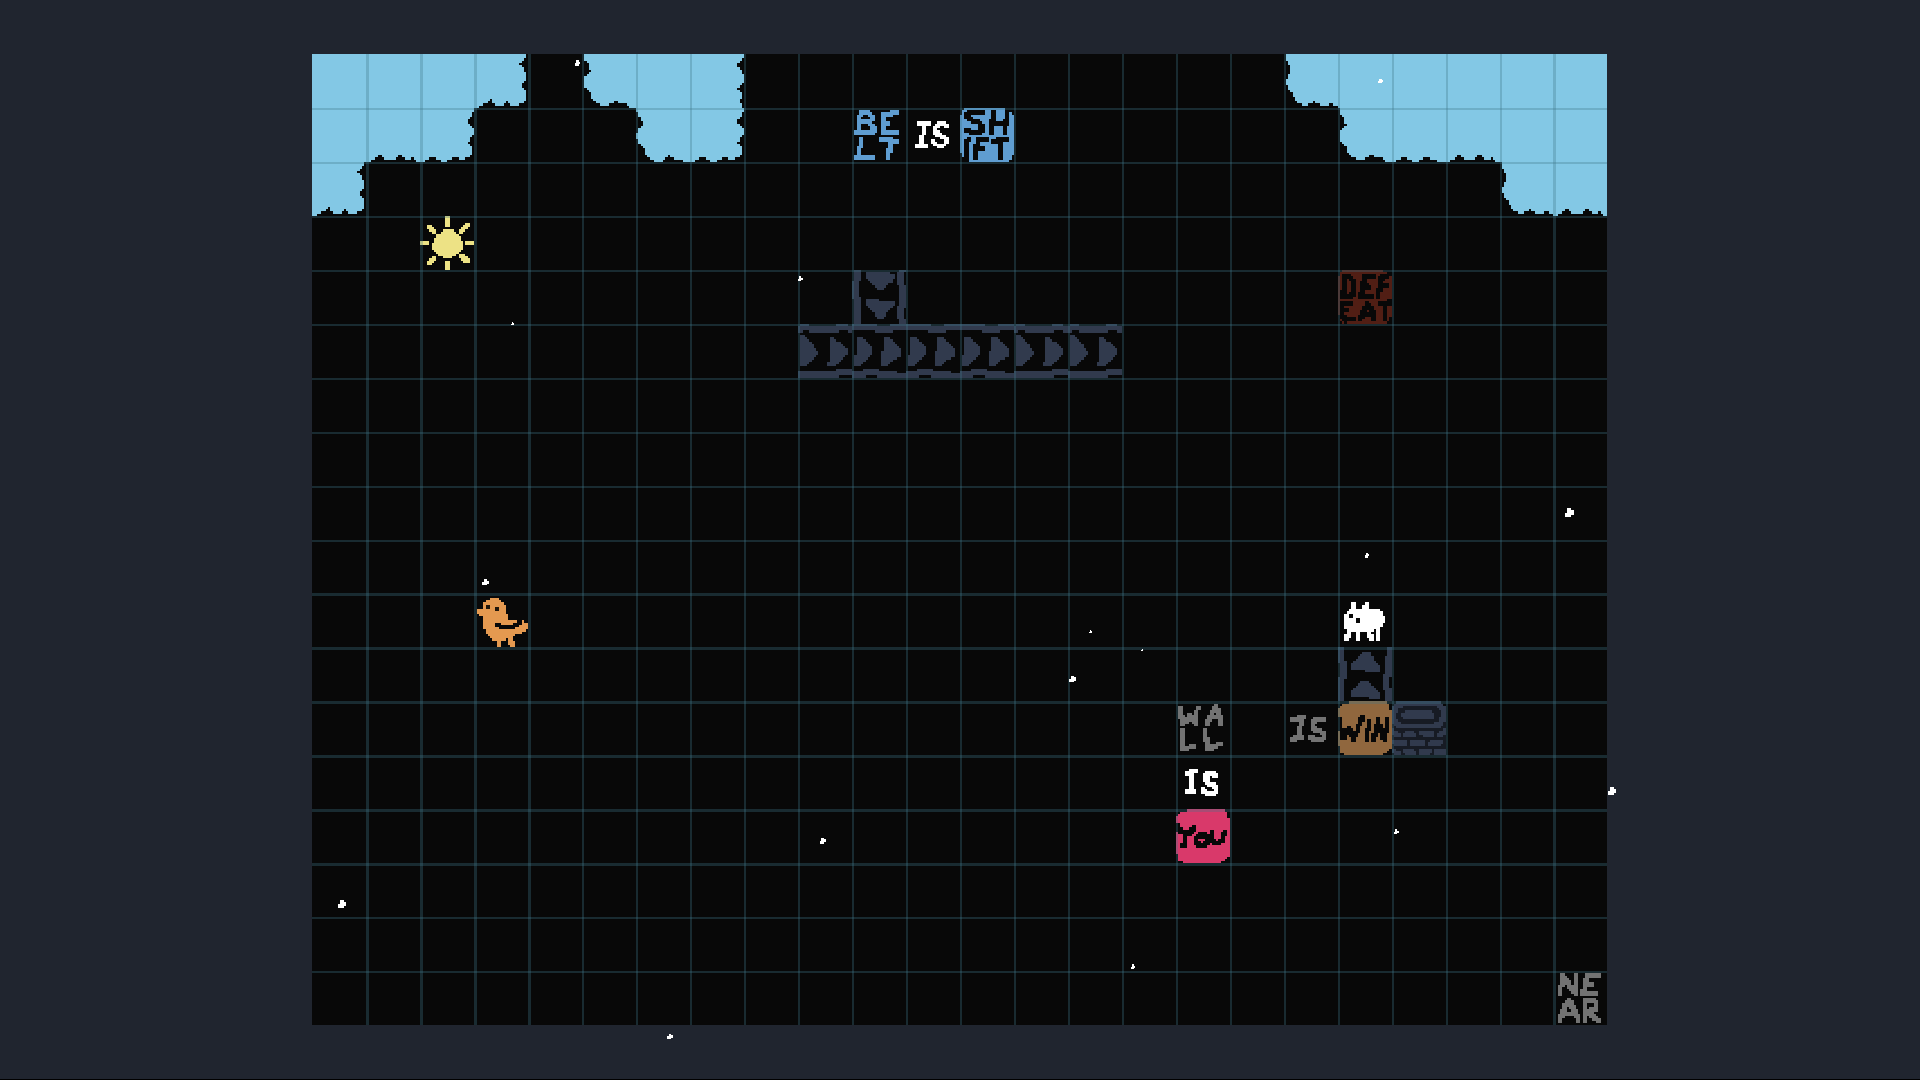 BELT IS SHIFT
DEFEAT
WALL IS WIN
IS
YOU
NEAR